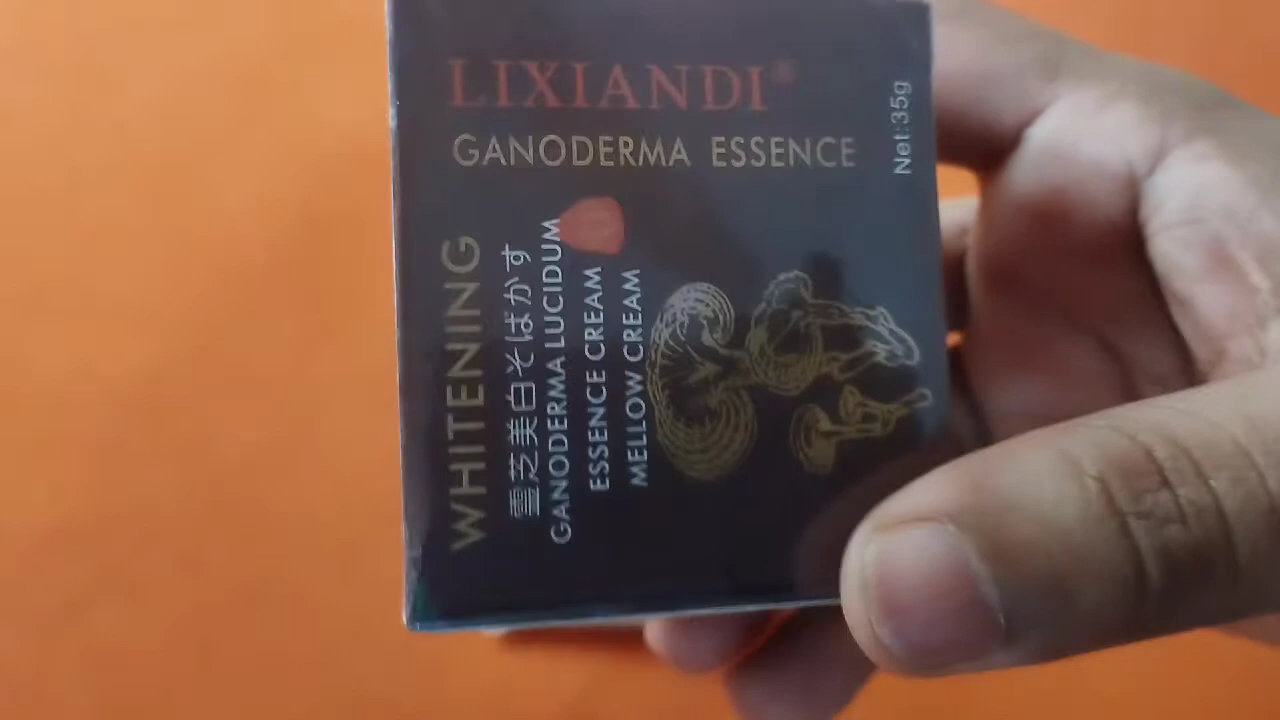 LIXIANDI®
GANODERMA ESSENCE
Net:35g
WHITENING
霊芝美白そばかす
GANODERMA LUCIDUM
ESSENCE CREAM
MELLOW CREAM